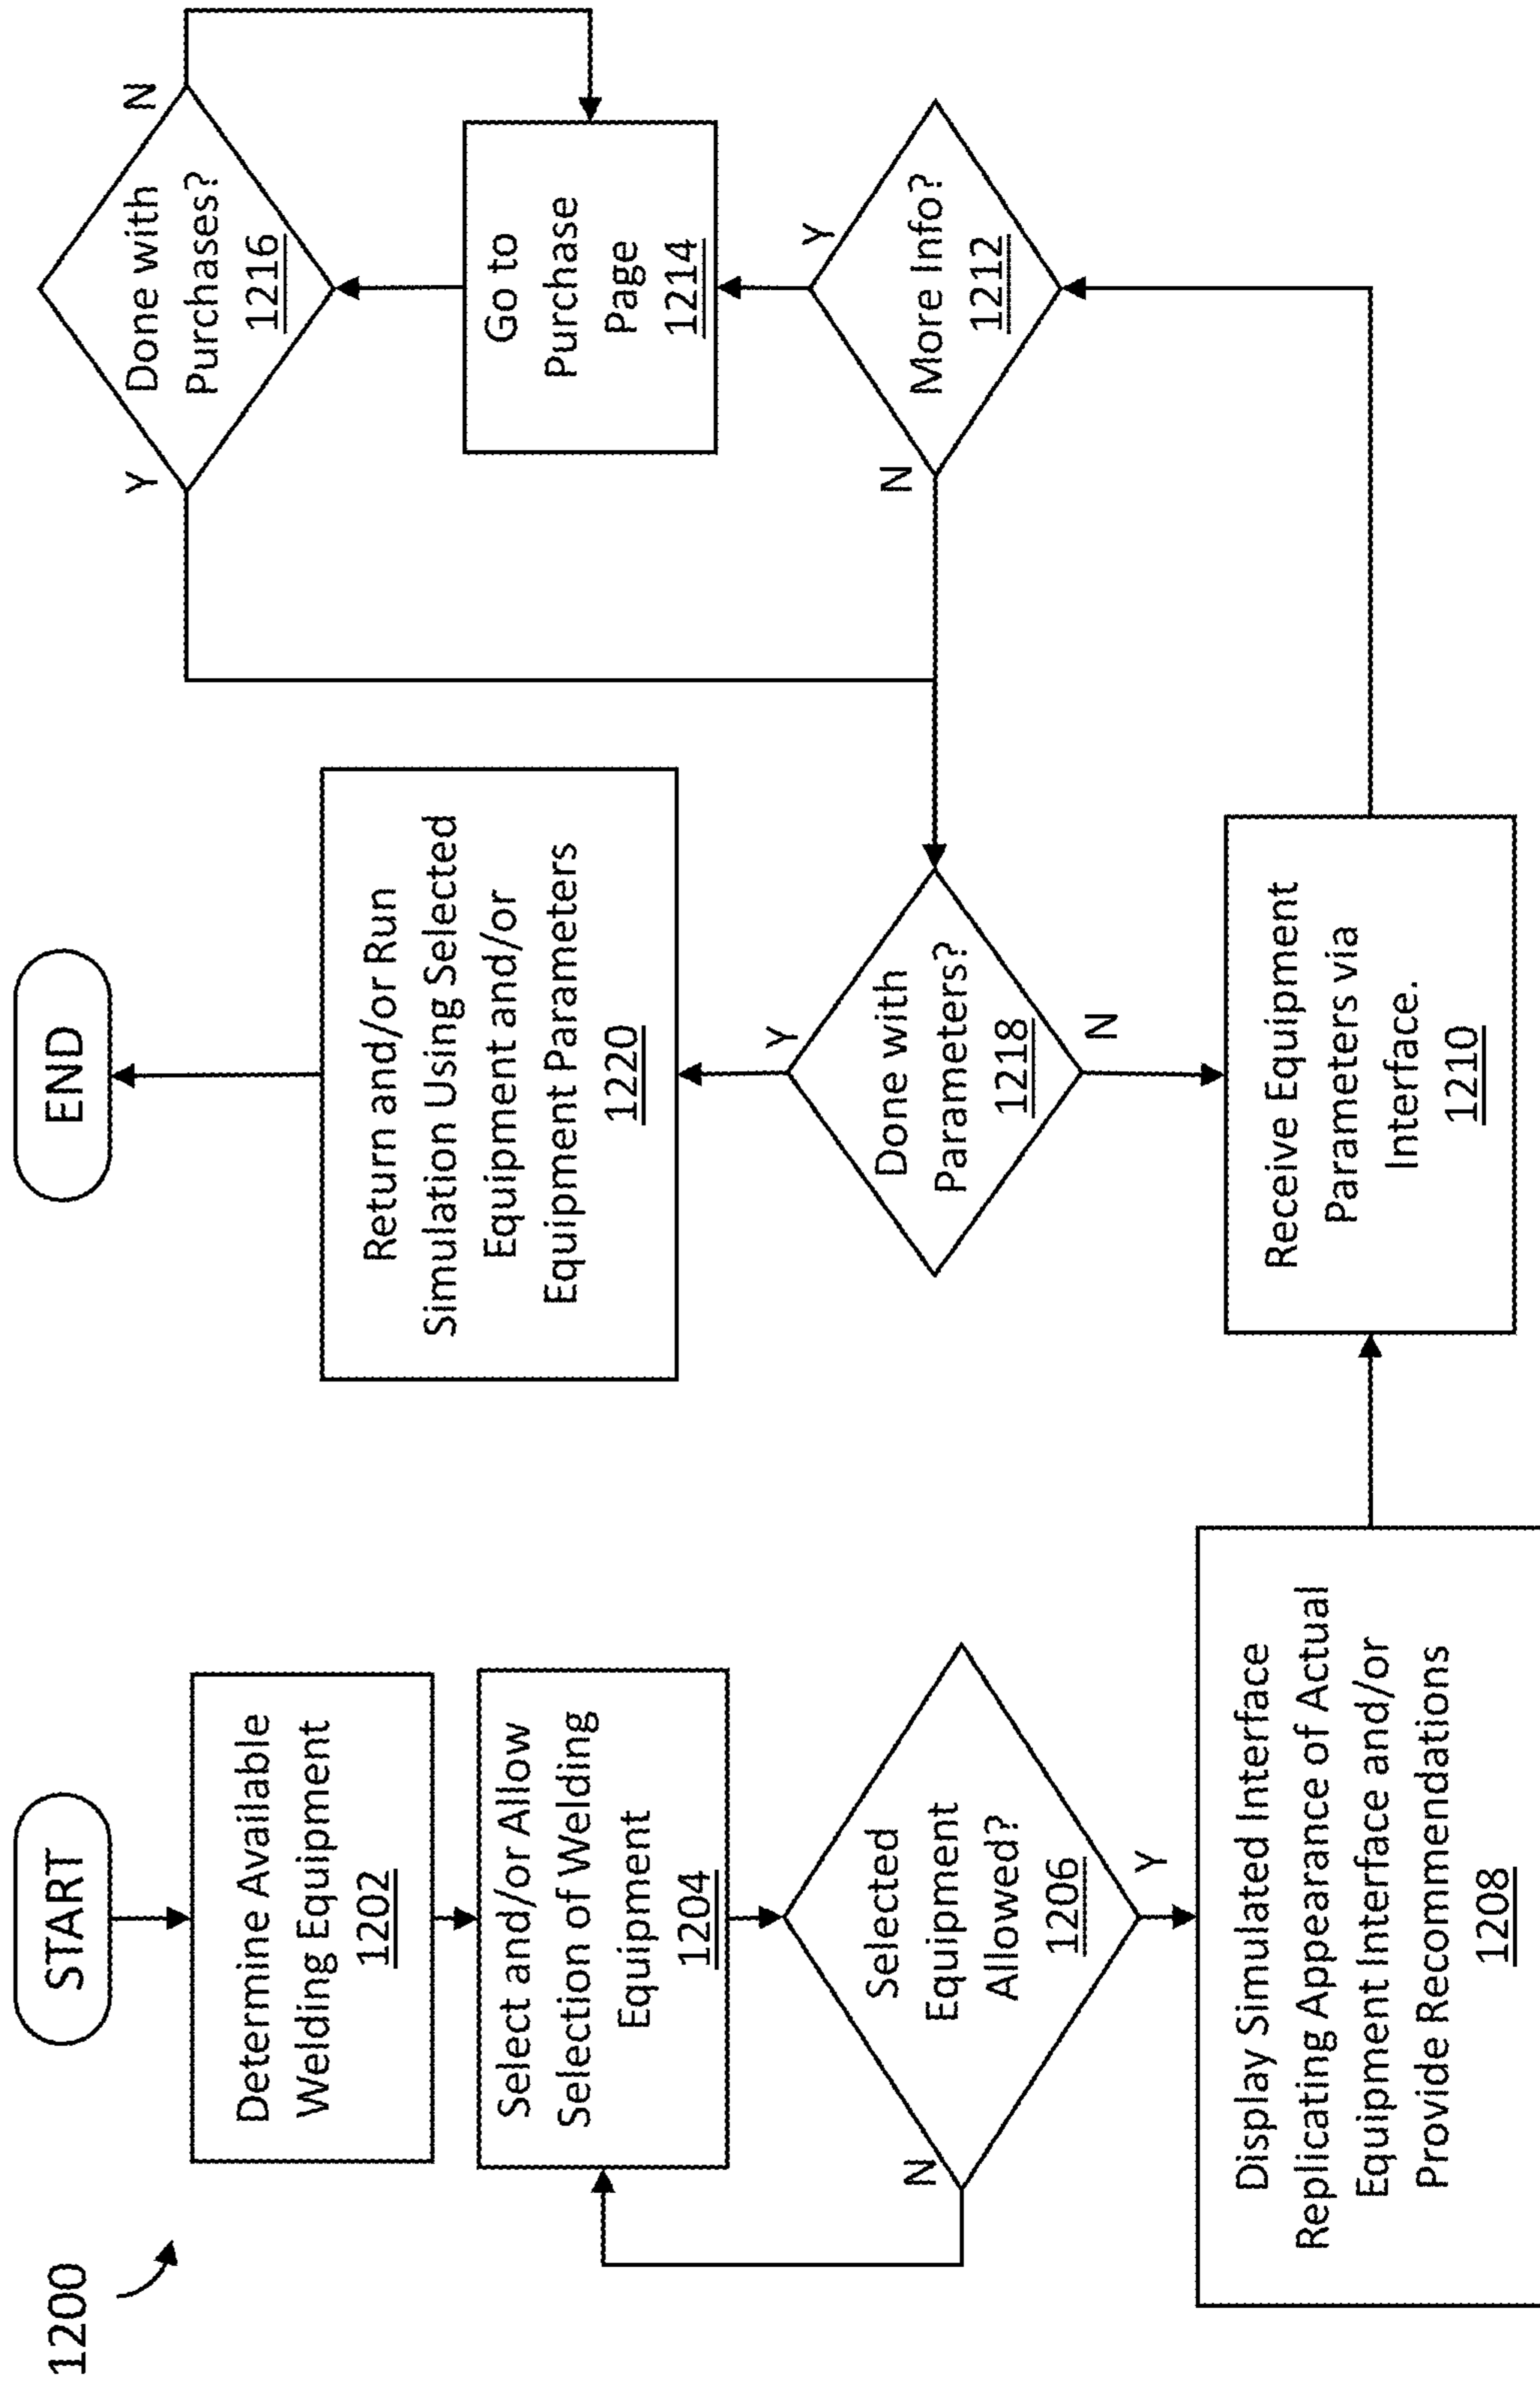 1200
START
Determine Available
Welding Equipment
1202
Select and/or Allow
Selection of Welding
Equipment
1204
Selected
Equipment
Allowed?
1206
N
Y
Display Simulated Interface
Replicating Appearance of Actual
Equipment Interface and/or
Provide Recommendations
1208
END
Return and/or Run
Simulation Using Selected
Equipment and/or
Equipment Parameters
1220
Y
Done with
Parameters?
1218
N
Receive Equipment
Parameters via
Interface.
1210
Y
Done with
Purchases?
1216
N
Go to
Purchase
Page
1214
Y
More Info?
1212
N